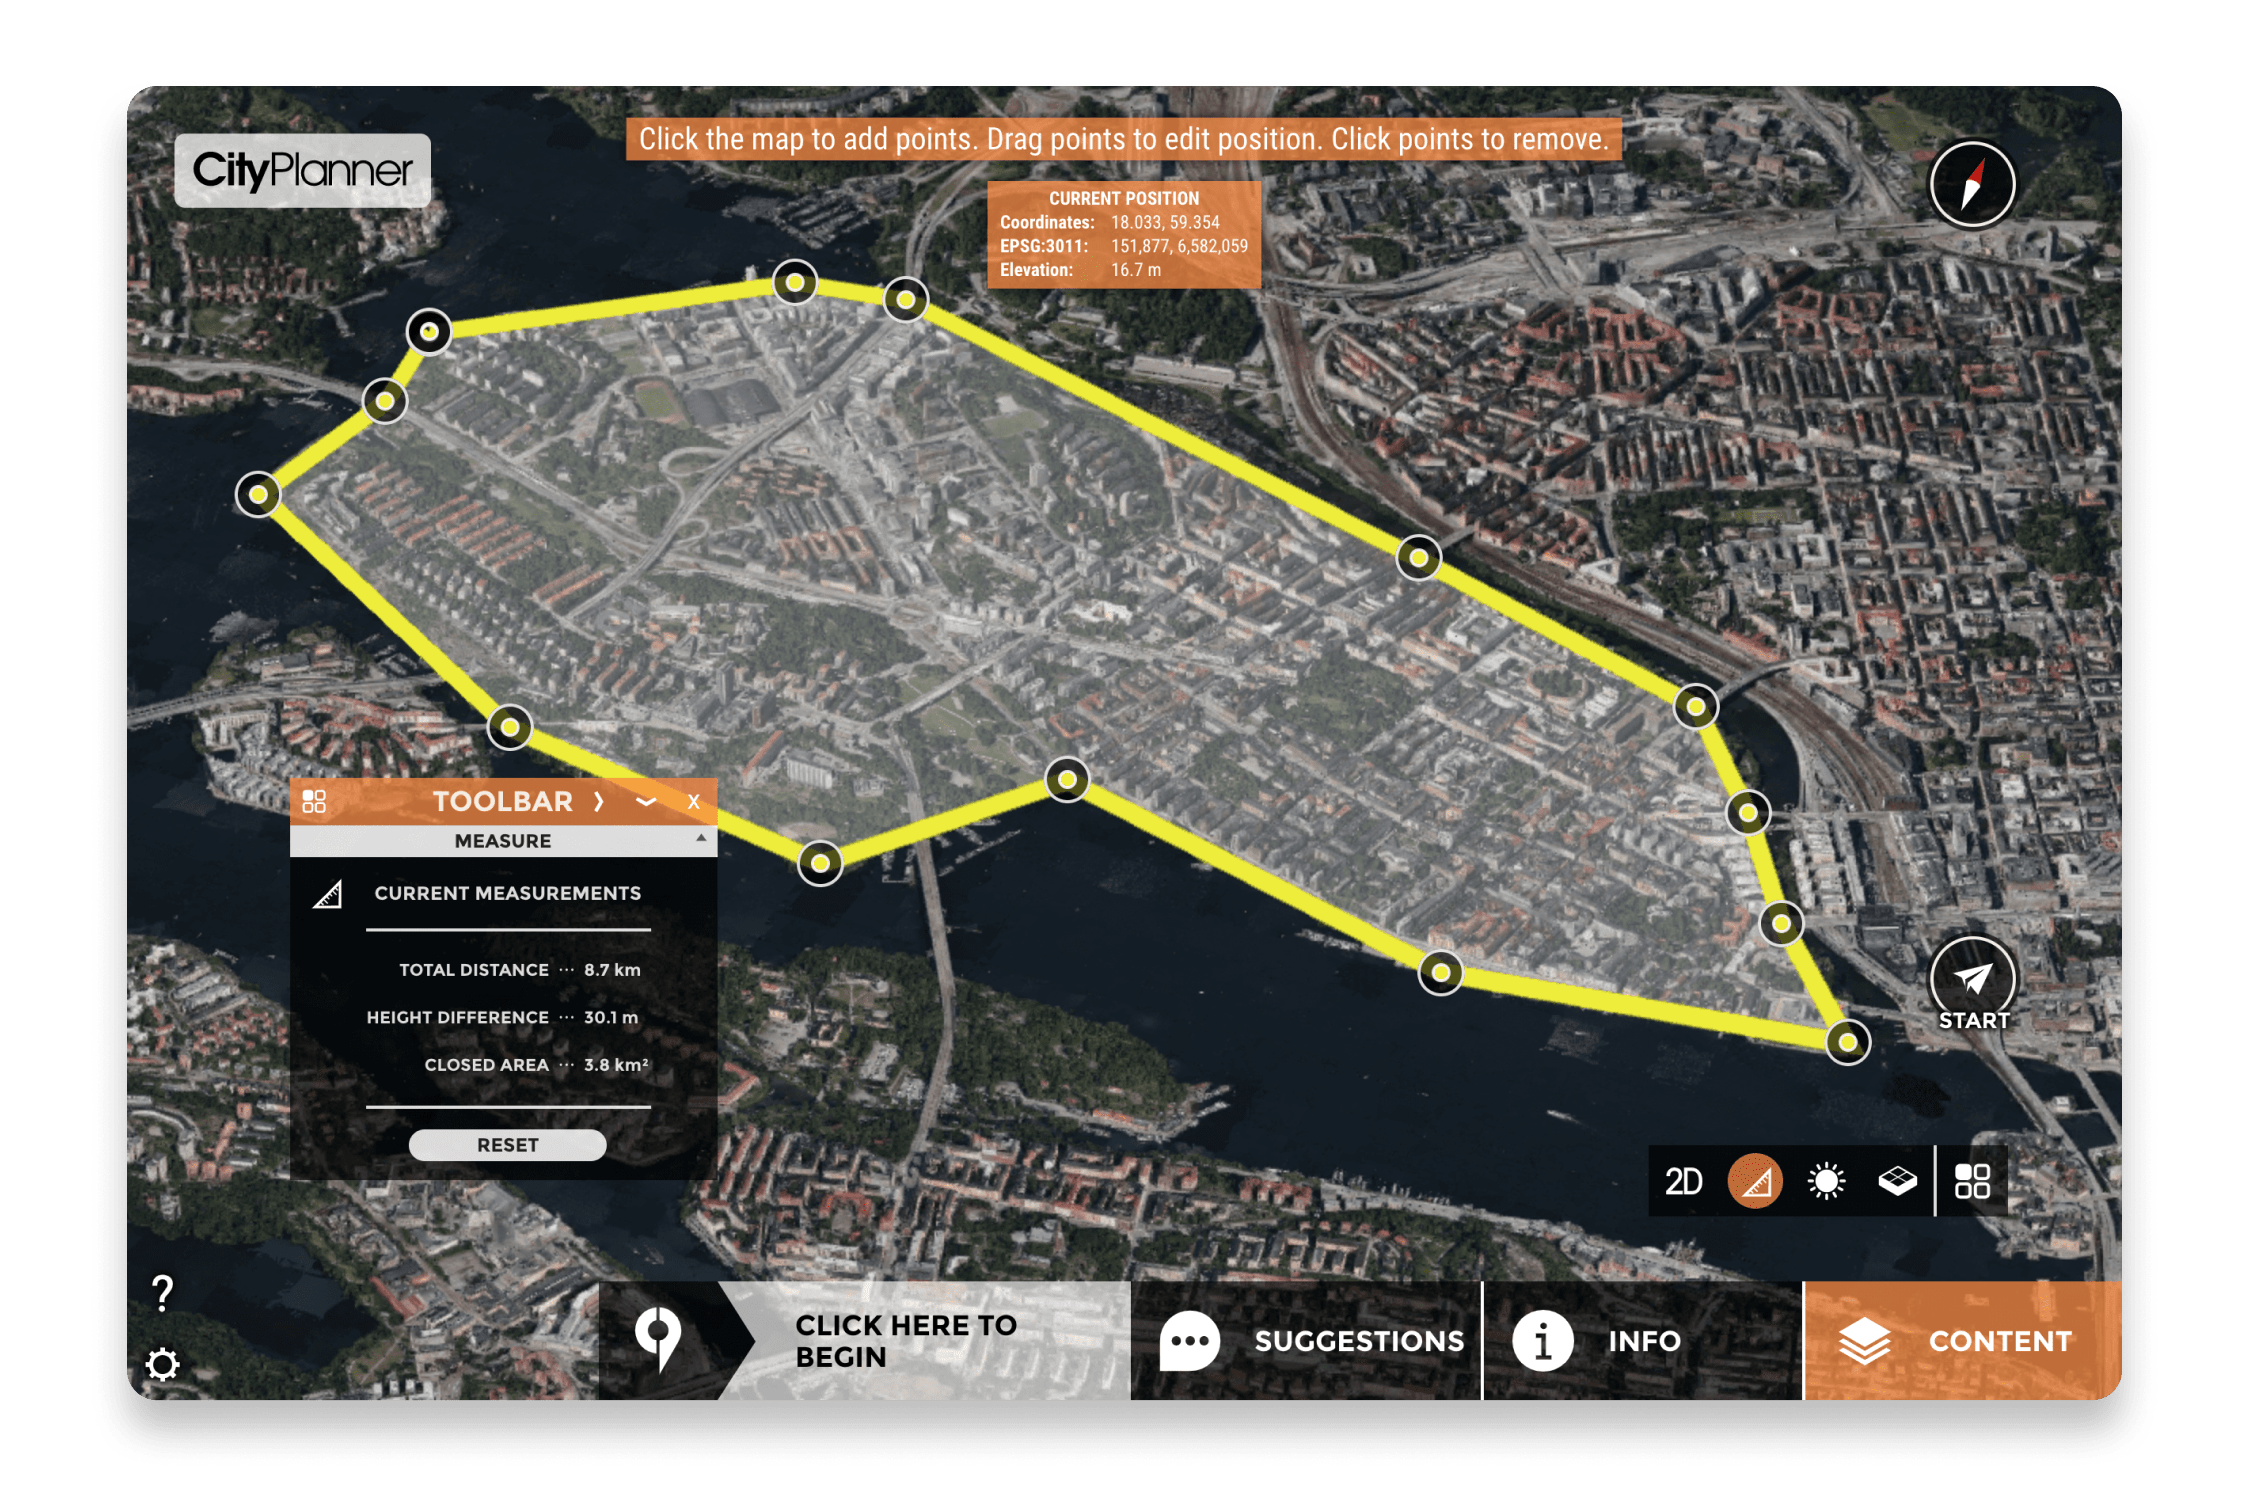 CityPlanner
Click the map to add points. Drag points to edit position. Click points to remove.
CURRENT POSITION
Coordinates: 18.033, 59.354
EPSG:3011: 151,877, 6,582,059
Elevation: 16.7 m
TOOLBAR
X
MEASURE
CURRENT MEASUREMENTS
TOTAL DISTANCE ··· 8.7 km
HEIGHT DIFFERENCE ··· 30.1 m
CLOSED AREA ··· 3.8 km²
RESET
START
2D
?
CLICK HERE TO
BEGIN
SUGGESTIONS
i
INFO
CONTENT